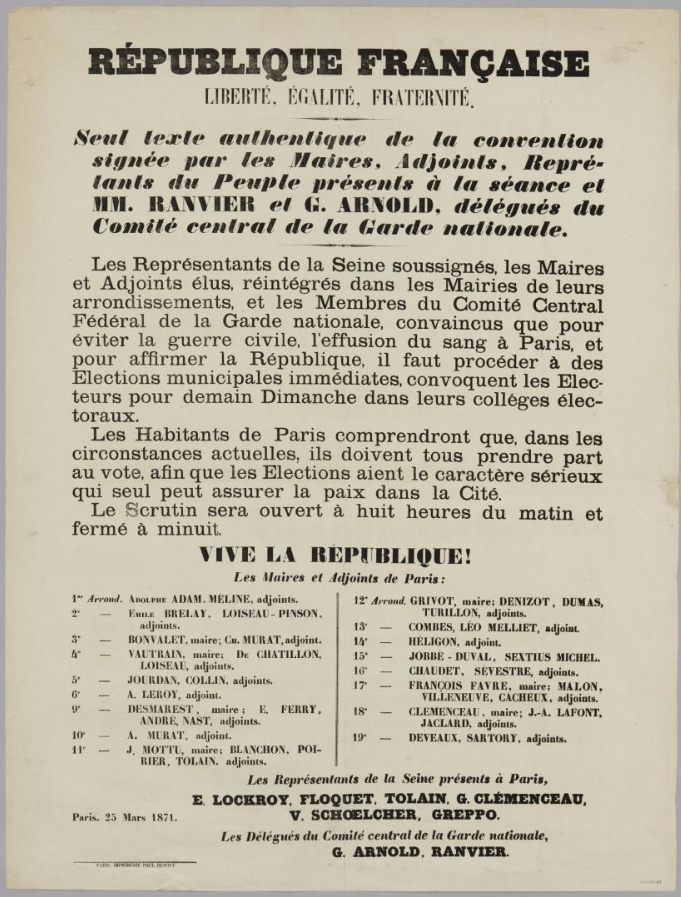 RÉPUBLIQUE FRANÇAISE
LIBERTÉ, ÉGALITÉ, FRATERNITÉ.
Seul texte authentique de la convention
signée par les Maires, Adjoints, Repré-
tants du Peuple présents à la séance et
MM. RANVIER et G. ARNOLD, délégués du
Comité central de la Garde nationale.
Les Représentants de la Seine soussignés, les Maires
et Adjoints élus, réintégrés dans les Mairies de leurs
arrondissements, et les Membres du Comité Central
Fédéral de la Garde nationale, convaincus que pour
éviter la guerre civile, l'effusion du sang à Paris, et
pour affirmer la République, il faut procéder à des
Elections municipales immédiates, convoquent les Elec-
teurs pour demain Dimanche dans leurs colléges élec-
toraux.
Les Habitants de Paris comprendront que, dans les
circonstances actuelles, ils doivent tous prendre part
au vote, afin que les Elections aient le caractère sérieux
qui seul peut assurer la paix dans la Cité.
Le Scrutin sera ouvert à huit heures du matin et
fermé à minuit.
VIVE LA RÉPUBLIQUE!
Les Maires et Adjoints de Paris:
1er Arrond. ADOLPHE ADAM, MÉLINE, adjoints.
2e — EMILE BRELAY, LOISEAU-PINSON,
adjoints.
3e — BONVALET, maire; CH. MURAT, adjoint.
4e — VAUTRAIN, maire; DE CHATILLON,
LOISEAU, adjoints.
5e — JOURDAN, COLLIN, adjoints.
6e — A. LEROY, adjoint.
9e — DESMAREST, maire; E. FERRY,
ANDRE, NAST, adjoints.
10e — A. MURAT, adjoint.
11e — J. MOTTU, maire; BLANCHON, POI-
RIER, TOLAIN, adjoints.
12e Arrond. GRIVOT, maire; DENIZOT, DUMAS,
TURILLON, adjoints.
13e — COMBES, LÉO MELLIET, adjoint.
14e — HÉLIGON, adjoint.
15e — JOBBÉ-DUVAL, SEXTIUS MICHEL.
16e — CHAUDET, SÉVESTRE, adjoints.
17e — FRANÇOIS FAVRE, maire; MALON,
VILLENEUVE, CACHEUX, adjoints.
18e — CLEMENCEAU, maire; J.-A. LAFONT,
JACLARD, adjoints.
19e — DEVEAUX, SARTORY, adjoints.
Les Représentants de la Seine présents à Paris,
E. LOCKROY, FLOQUET, TOLAIN, G. CLÉMENCEAU,
V. SCHŒLCHER, GREPPO.
Paris, 25 Mars 1871.
Les Délégués du Comité central de la Garde nationale,
G. ARNOLD, RANVIER.
PARIS. IMPRIMERIE PAUL DUPONT.